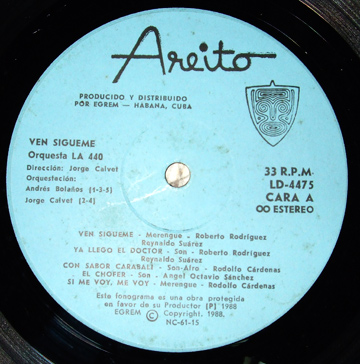 Areito
PRODUCIDO Y DISTRIBUIDO
POR EGREM — HABANA, CUBA
VEN SIGUEME
Orquesta LA 440
Dirección: Jorge Calvet
Orquestación:
Andrés Bolaños (1-3-5)
Jorge Calvet (2-4)
33 R.P.M.
LD-4475
CARA A
OO ESTEREO
VEN SIGUEME - Merengue - Roberto Rodríguez
Reynaldo Suárez
YA LLEGO EL DOCTOR - Son - Roberto Rodríguez
Reynaldo Suárez
CON SABOR CARABALI - Son-Afro - Rodolfo Cárdenas
EL CHOFER - Son - Angel Octavio Sánchez
SI ME VOY, ME VOY - Merengue - Rodolfo Cárdenas
Este fonograma es una obra protegida
en favor de su Productor [P] 1988
EGREM © Copyright, 1988,
NC-61-15